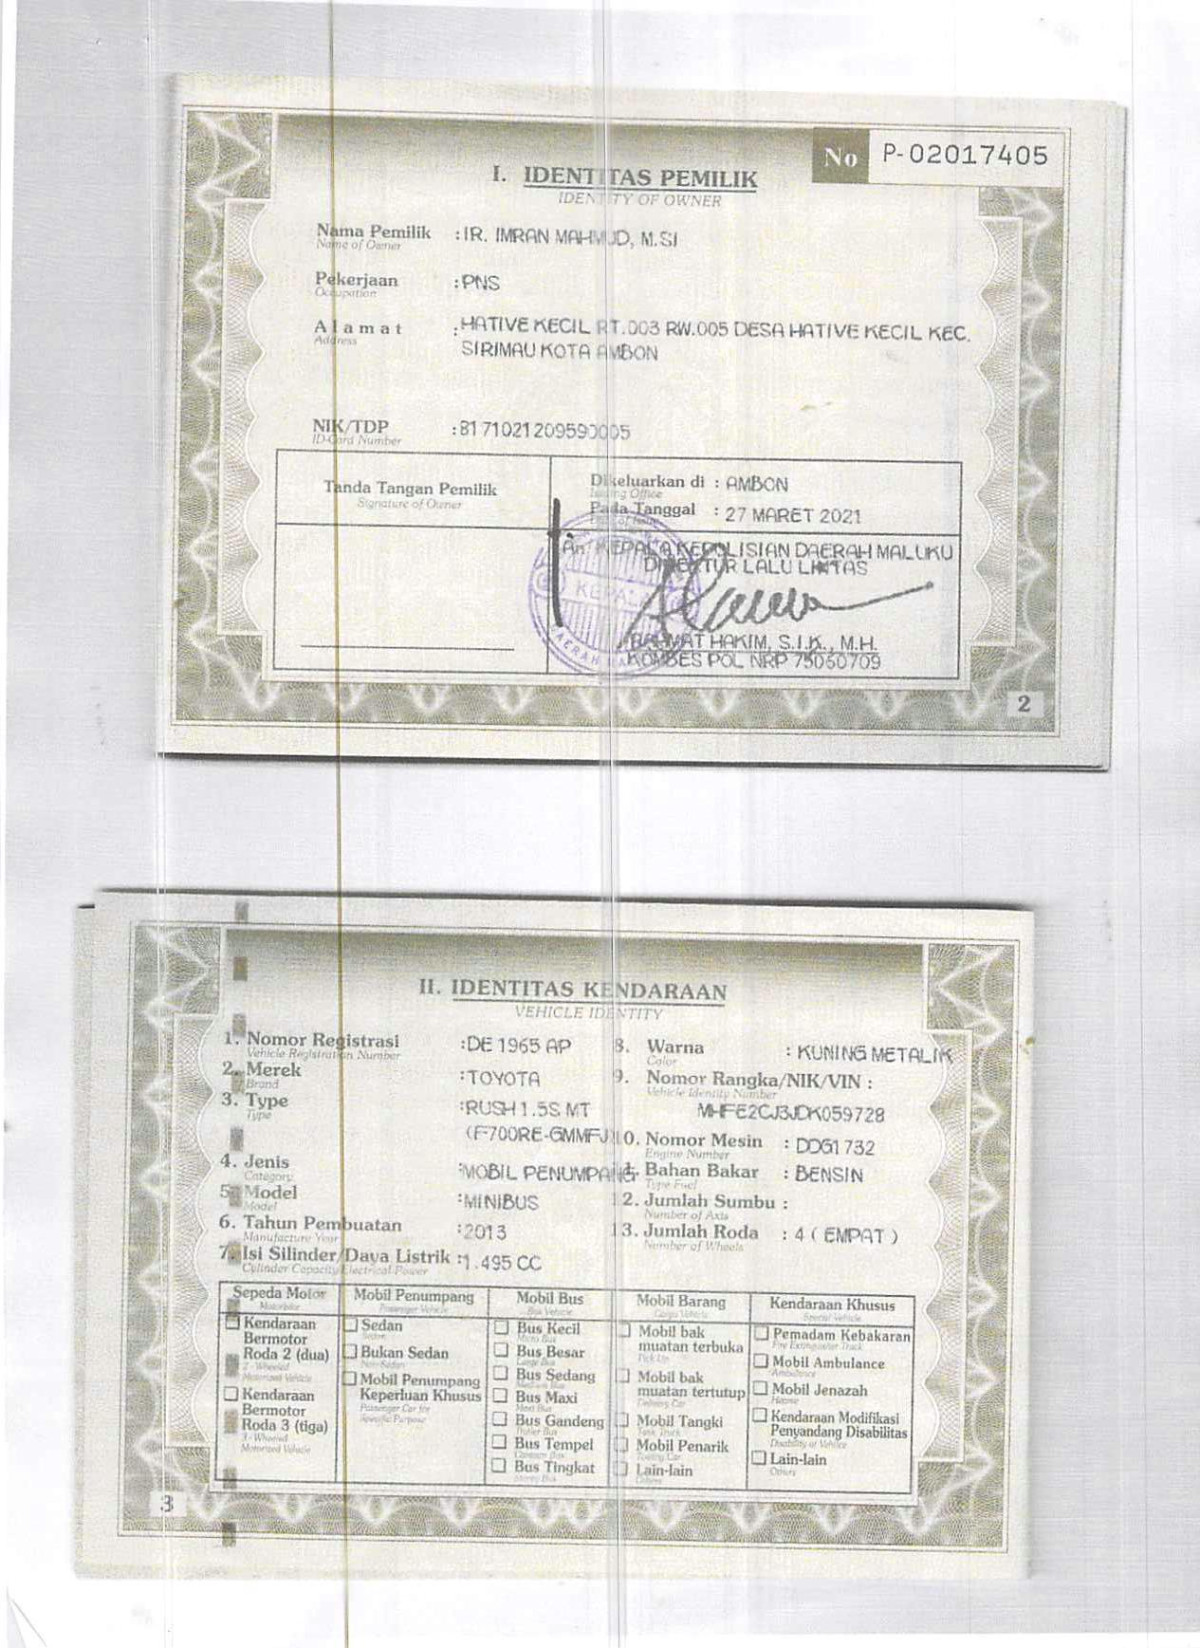 No P-02017405
I. IDENTITAS PEMILIK
IDENTITY OF OWNER
Nama Pemilik : IR. IMRAN MAHMUD, M.SI
Name of Owner
Pekerjaan : PNS
Occupation
Alamat : HATIVE KECIL RT.003 RW.005 DESA HATIVE KECIL KEC.
Address
SIRIMAU KOTA AMBON
NIK/TDP : 8171021209590005
ID-Card Number
Tanda Tangan Pemilik
Signature of Owner
Dikeluarkan di : AMBON
Issuing Office
Pada Tanggal : 27 MARET 2021
An. KEPALA KEPOLISIAN DAERAH MALUKU
DIREKTUR LALU LINTAS
RAHMAT HAKIM, S.I.K., M.H.
KOMBES POL NRP 75060709
2
II. IDENTITAS KENDARAAN
VEHICLE IDENTITY
1. Nomor Registrasi : DE 1965 AP
Vehicle Registration Number
2. Merek : TOYOTA
Brand
3. Type : RUSH 1.5S MT
Type
(F700RE-GMMFJ)
4. Jenis : MOBIL PENUMPANG
Category
5. Model : MINIBUS
Model
6. Tahun Pembuatan : 2013
Manufacture Year
7. Isi Silinder/Daya Listrik : 1.495 CC
Cylinder Capacity/Electrical Power
8. Warna : KUNING METALIK
Color
9. Nomor Rangka/NIK/VIN :
Vehicle Identity Number
MHFE2CJ3JDK059728
10. Nomor Mesin : DDG1732
Engine Number
11. Bahan Bakar : BENSIN
Type Fuel
12. Jumlah Sumbu :
Number of Axis
13. Jumlah Roda : 4 ( EMPAT )
Number of Wheels
Sepeda Motor
Motorbike
Kendaraan
Bermotor
Roda 2 (dua)
2 - Wheeled
Motorized Vehicle
Kendaraan
Bermotor
Roda 3 (tiga)
3 - Wheeled
Motorized Vehicle
Mobil Penumpang
Passenger Vehicle
Sedan
Sedan
Bukan Sedan
Non-Sedan
Mobil Penumpang
Keperluan Khusus
Passenger Car for
Specific Purpose
Mobil Bus
Bus Vehicle
Bus Kecil
Micro Bus
Bus Besar
Large Bus
Bus Sedang
Medium Bus
Bus Maxi
Maxi Bus
Bus Gandeng
Bus Tempel
Bus Tingkat
Mobil Barang
Cargo Vehicle
Mobil bak
muatan terbuka
Pick Up
Mobil bak
muatan tertutup
Delivery Car
Mobil Tangki
Tank Truck
Mobil Penarik
Towing Car
Lain-lain
Others
Kendaraan Khusus
Special Vehicle
Pemadam Kebakaran
Fire Extinguisher Truck
Mobil Ambulance
Ambulance
Mobil Jenazah
Hearse
Kendaraan Modifikasi
Penyandang Disabilitas
Disability of Vehicle
Lain-lain
Others
3